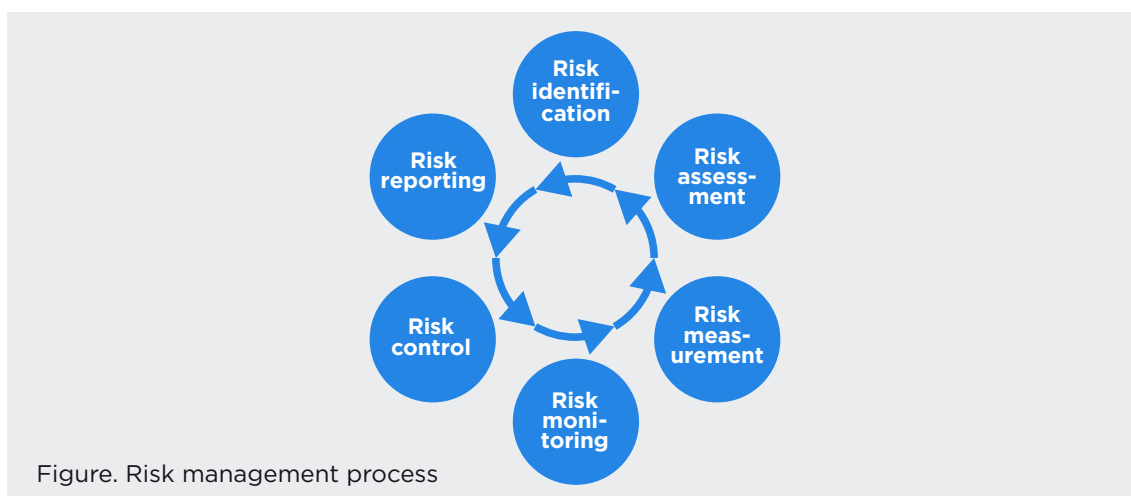 Risk
identifi-
cation
Risk
assess-
ment
Risk
meas-
urement
Risk
moni-
toring
Risk
control
Risk
reporting
Figure. Risk management process